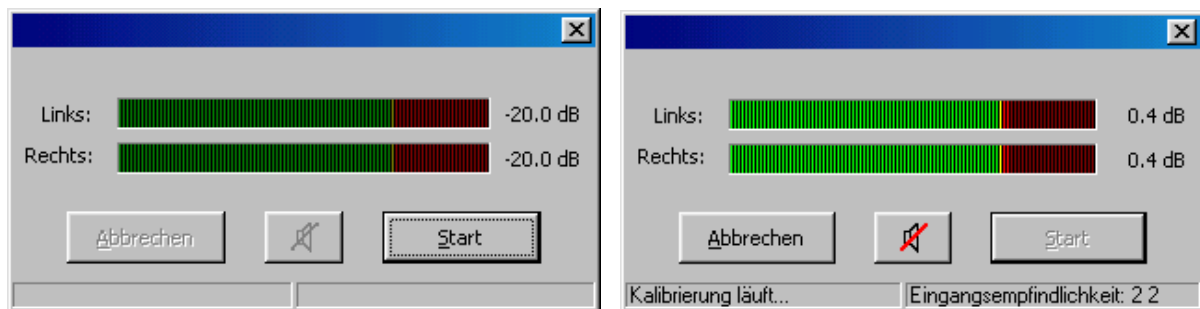 Links: -20.0 dB
Rechts: -20.0 dB
Abbrechen Start
Links: 0.4 dB
Rechts: 0.4 dB
Abbrechen Start
Kalibrierung läuft... Eingangsempfindlichkeit: 2 2